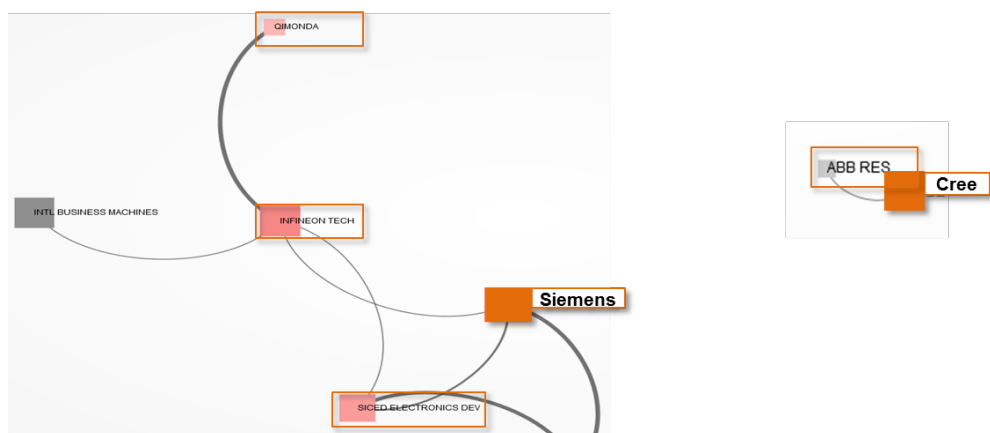 QIMONDA
ABB RES
Cree
INTL BUSINESS MACHINES
INFINEON TECH
Siemens
SICED ELECTRONICS DEV